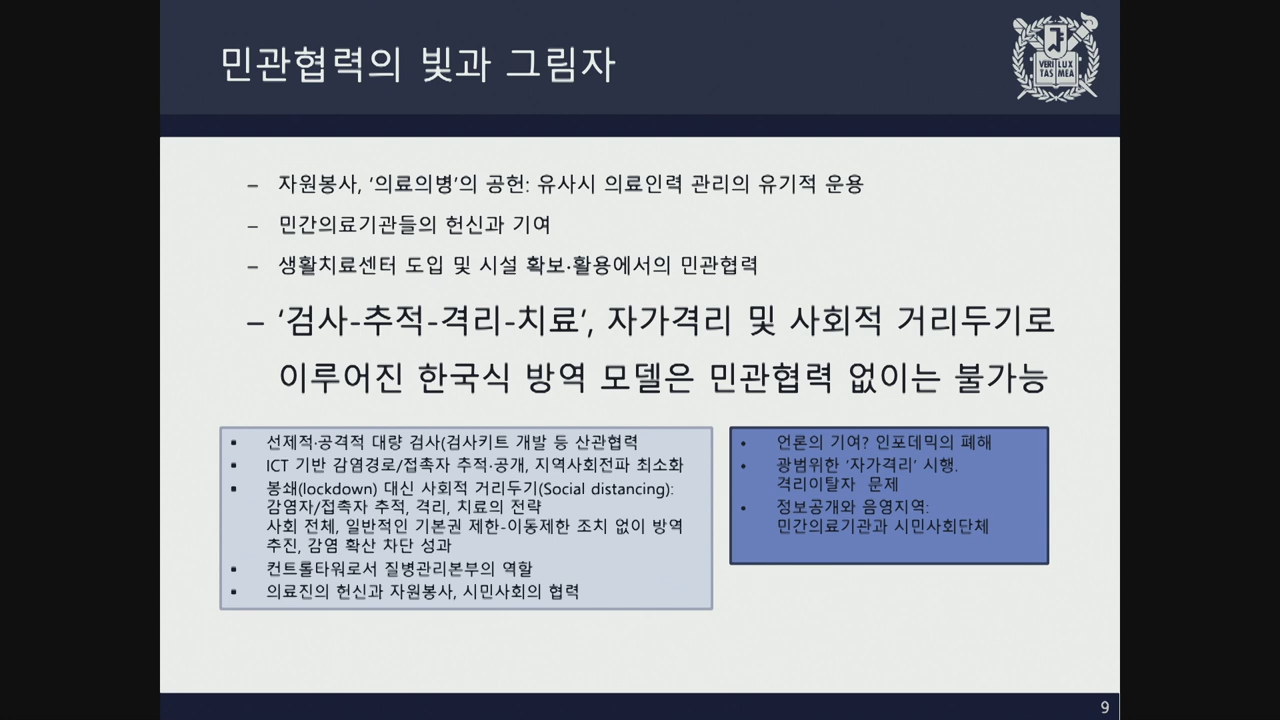 민관협력의 빛과 그림자
VERI LUX
TAS MEA
– 자원봉사, ‘의료의병’의 공헌: 유사시 의료인력 관리의 유기적 운용
– 민간의료기관들의 헌신과 기여
– 생활치료센터 도입 및 시설 확보·활용에서의 민관협력
– ‘검사-추적-격리-치료‘, 자가격리 및 사회적 거리두기로
이루어진 한국식 방역 모델은 민관협력 없이는 불가능
▪ 선제적·공격적 대량 검사(검사키트 개발 등 산관협력
▪ ICT 기반 감염경로/접촉자 추적·공개, 지역사회전파 최소화
▪ 봉쇄(lockdown) 대신 사회적 거리두기(Social distancing):
감염자/접촉자 추적, 격리, 치료의 전략
사회 전체, 일반적인 기본권 제한-이동제한 조치 없이 방역
추진, 감염 확산 차단 성과
▪ 컨트롤타워로서 질병관리본부의 역할
▪ 의료진의 헌신과 자원봉사, 시민사회의 협력
• 언론의 기여? 인포데믹의 폐해
• 광범위한 ‘자가격리’ 시행.
격리이탈자 문제
• 정보공개와 음영지역:
민간의료기관과 시민사회단체
9